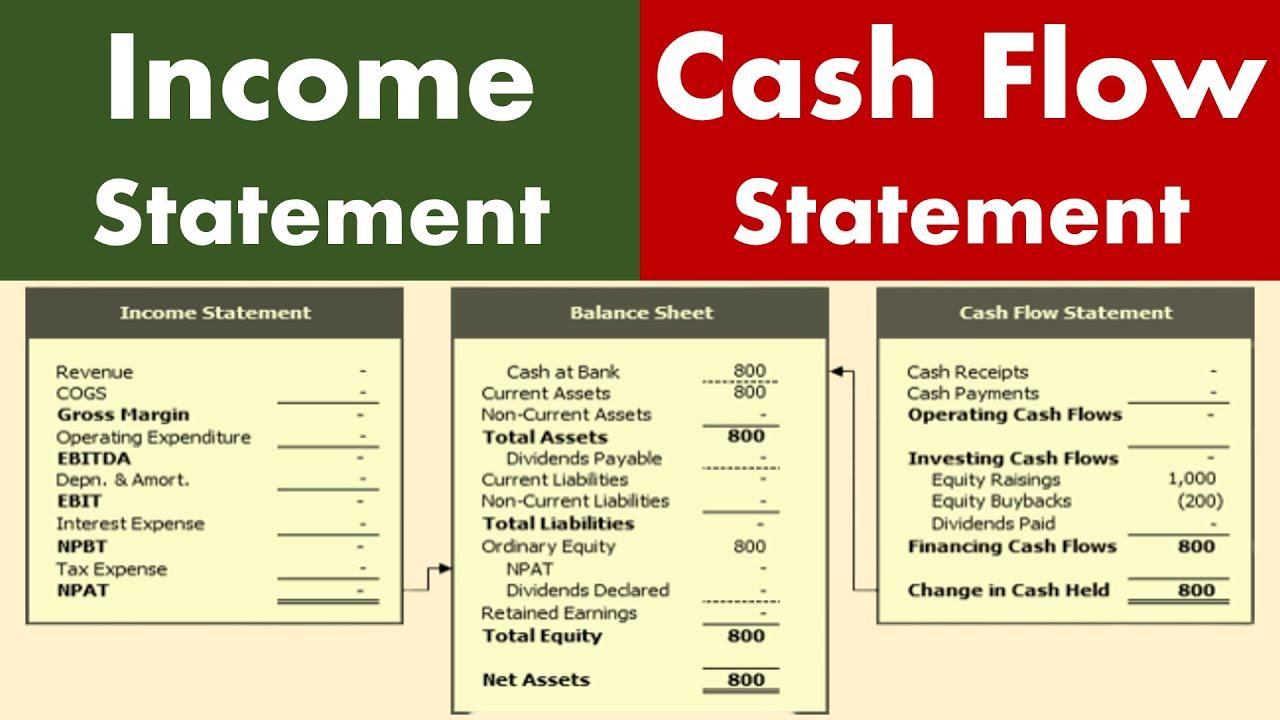 Income
Statement
Cash Flow
Statement
Income Statement
Revenue -
COGS -
Gross Margin -
Operating Expenditure -
EBITDA -
Depn. & Amort. -
EBIT -
Interest Expense -
NPBT -
Tax Expense -
NPAT -
Balance Sheet
Cash at Bank 800
Current Assets 800
Non-Current Assets -
Total Assets 800
Dividends Payable -
Current Liabilities -
Non-Current Liabilities -
Total Liabilities -
Ordinary Equity 800
NPAT -
Dividends Declared -
Retained Earnings -
Total Equity 800
Net Assets 800
Cash Flow Statement
Cash Receipts -
Cash Payments -
Operating Cash Flows -
Investing Cash Flows -
Equity Raisings 1,000
Equity Buybacks (200)
Dividends Paid -
Financing Cash Flows 800
Change in Cash Held 800